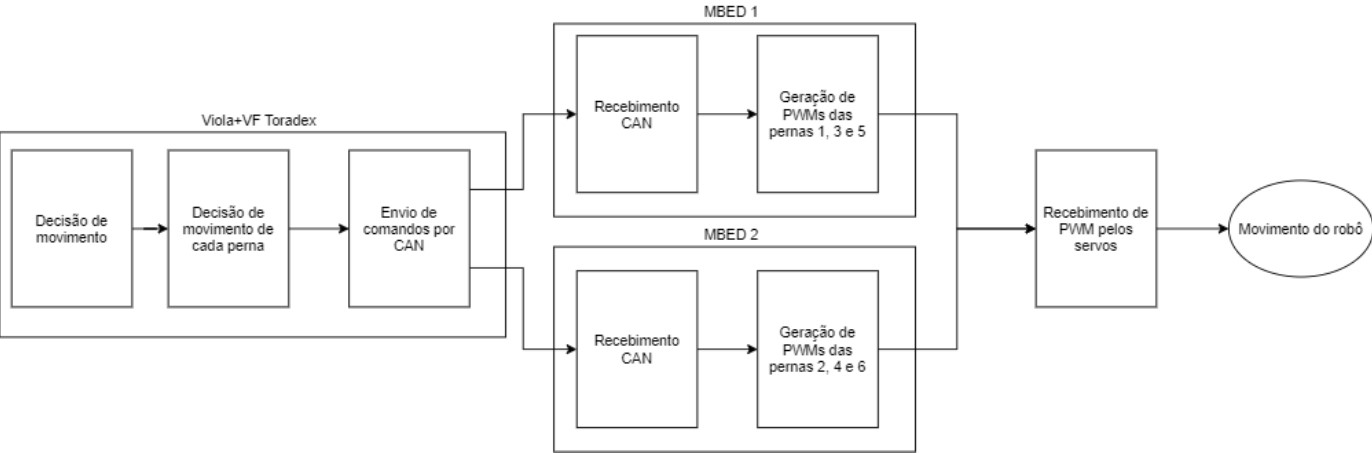 Viola+VF Toradex
Decisão de
movimento
Decisão de
movimento de
cada perna
Envio de
comandos por
CAN
MBED 1
Recebimento
CAN
Geração de
PWMs das
pernas 1, 3 e 5
MBED 2
Recebimento
CAN
Geração de
PWMs das
pernas 2, 4 e 6
Recebimento de
PWM pelos
servos
Movimento do robô